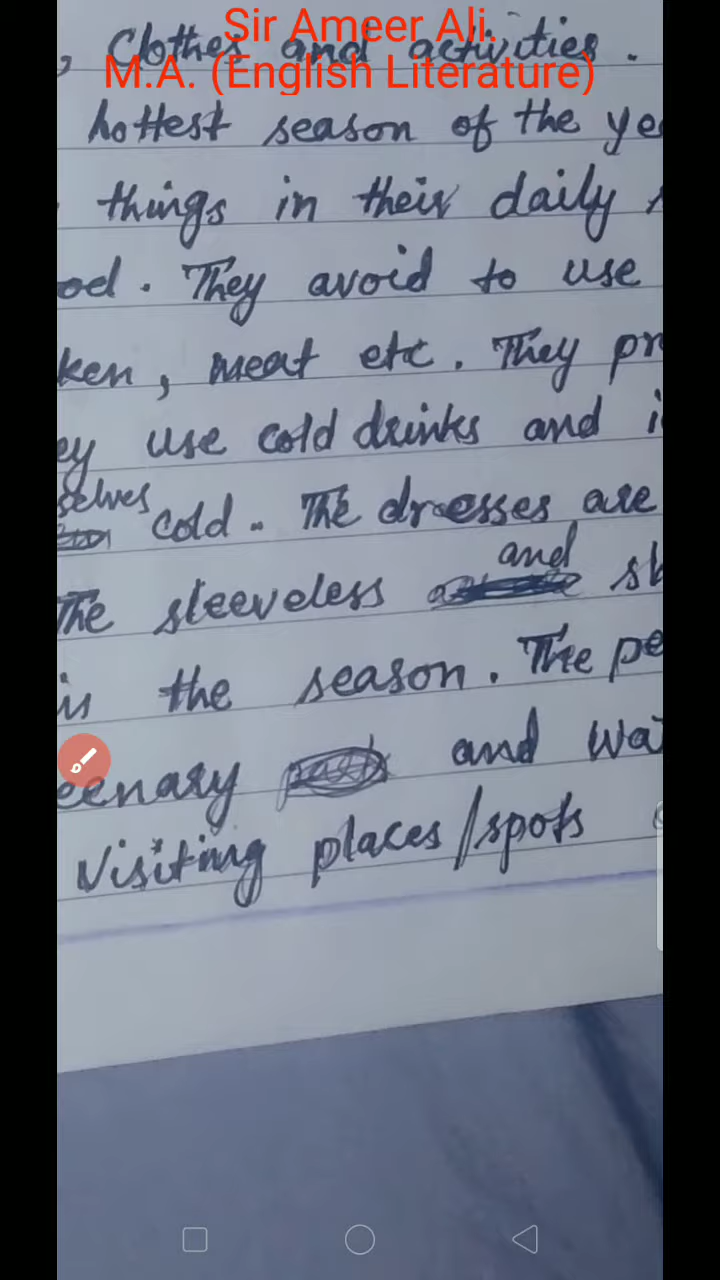 Sir Ameer Ali.
M.A. (English Literature)
, Clothes and activities.
hottest season of the ye
things in their daily
od. They avoid to use
ken, meat etc. They pr
ey use cold drinks and i
selves
cold. The dresses are
and
The sleeveless sl
is the season. The pe
eenary and wat
Visiting places/spots